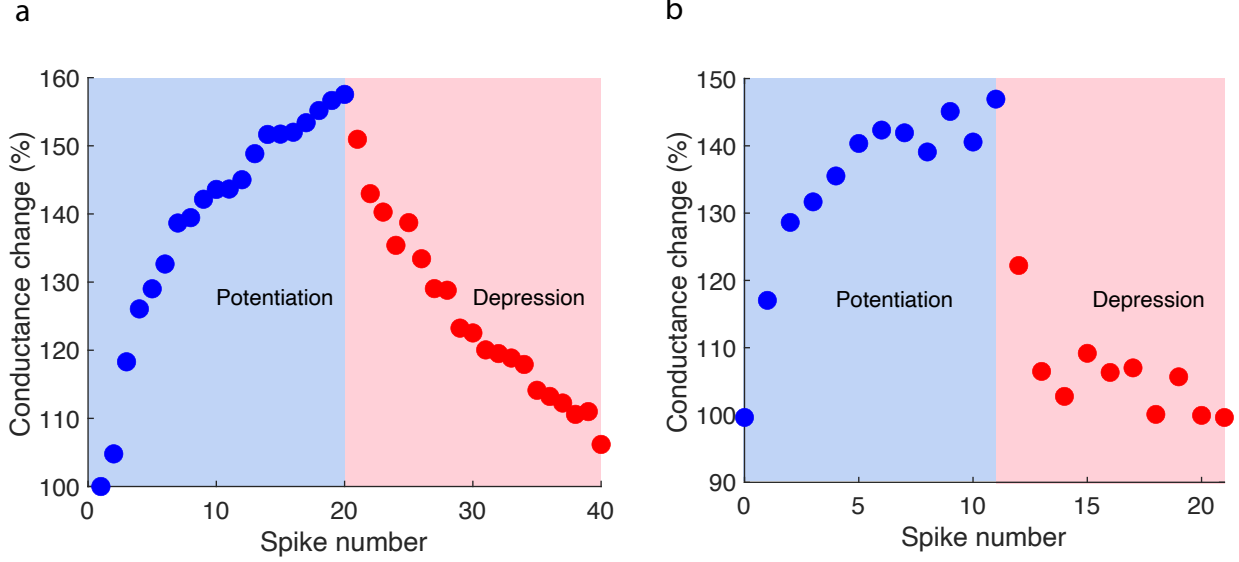 a
160
150
140
130
120
110
100
0
10
20
30
40
Conductance change (%)
Spike number
Potentiation
Depression
b
150
140
130
120
110
100
90
0
5
10
15
20
Conductance change (%)
Spike number
Potentiation
Depression